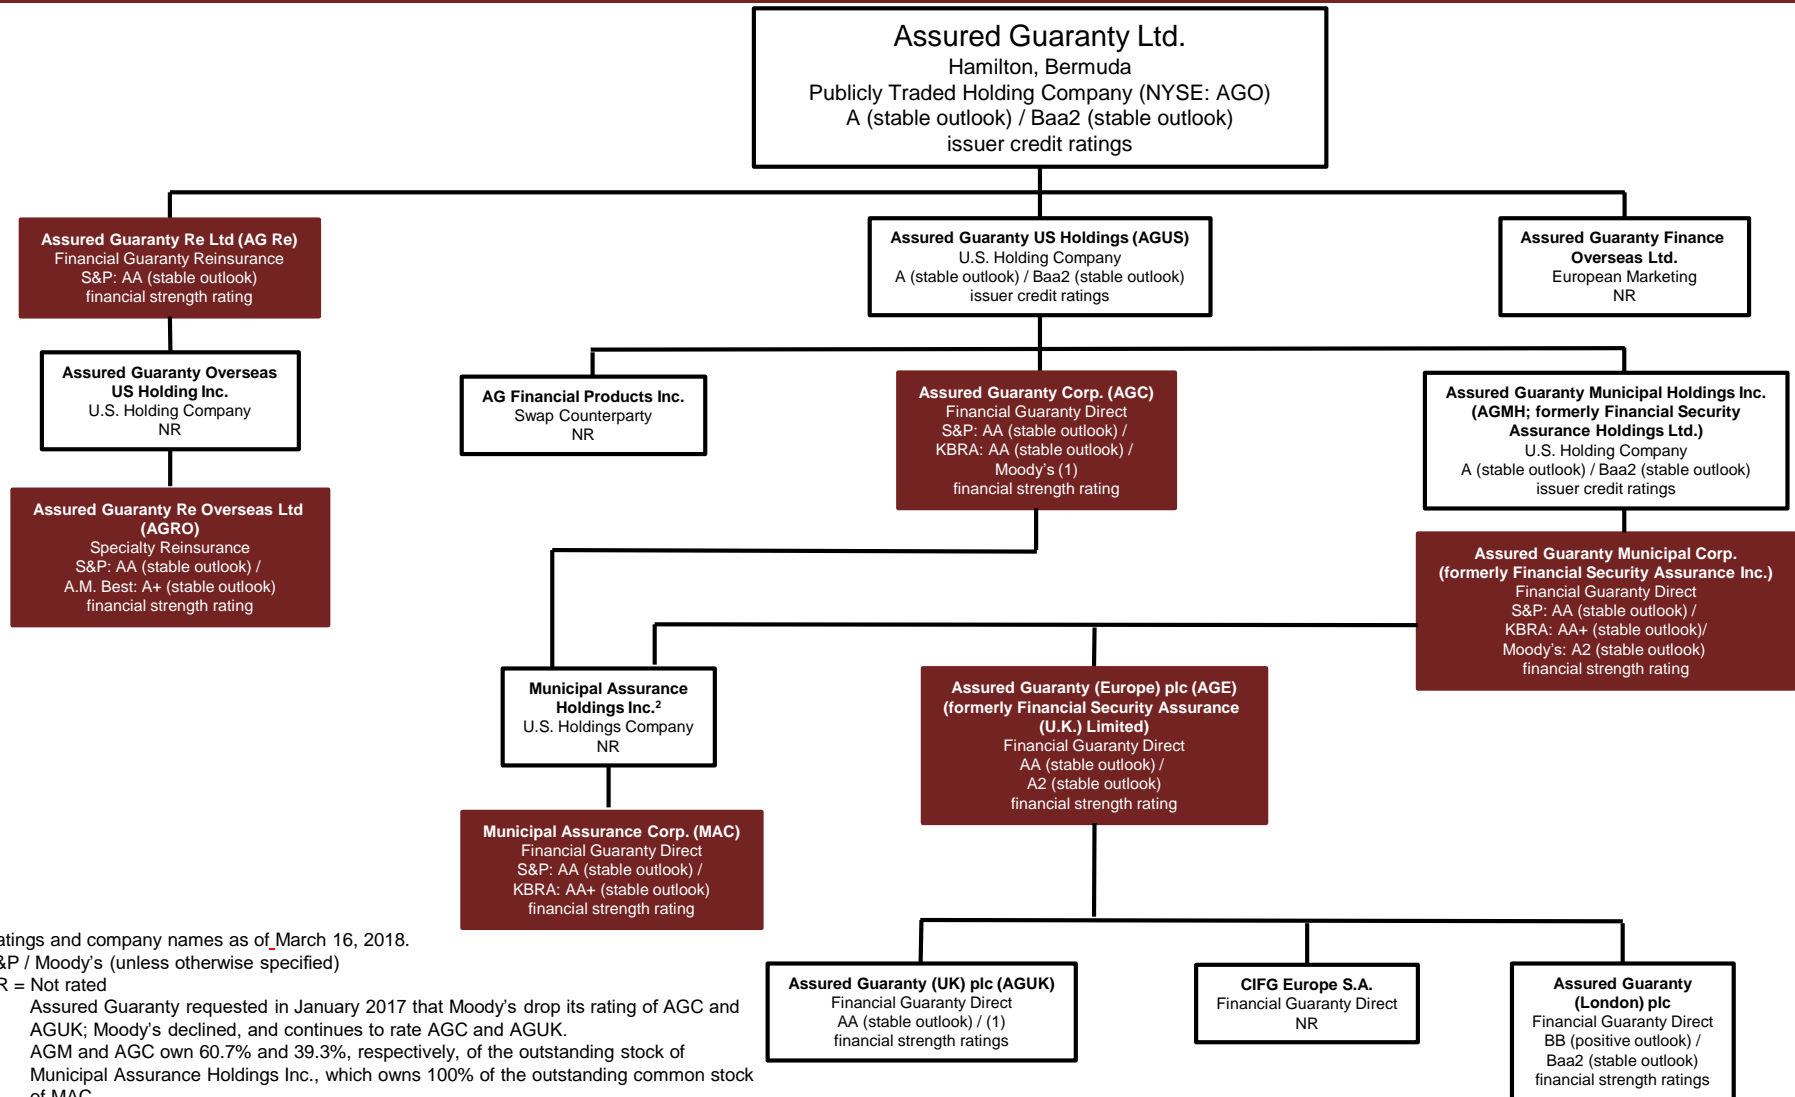 Assured Guaranty Ltd.
Hamilton, Bermuda
Publicly Traded Holding Company (NYSE: AGO)
A (stable outlook) / Baa2 (stable outlook)
issuer credit ratings
Assured Guaranty Re Ltd (AG Re)
Financial Guaranty Reinsurance
S&P: AA (stable outlook)
financial strength rating
Assured Guaranty US Holdings (AGUS)
U.S. Holding Company
A (stable outlook) / Baa2 (stable outlook)
issuer credit ratings
Assured Guaranty Finance
Overseas Ltd.
European Marketing
NR
Assured Guaranty Overseas
US Holding Inc.
U.S. Holding Company
NR
AG Financial Products Inc.
Swap Counterparty
NR
Assured Guaranty Corp. (AGC)
Financial Guaranty Direct
S&P: AA (stable outlook) /
KBRA: AA (stable outlook) /
Moody's (1)
financial strength rating
Assured Guaranty Municipal Holdings Inc.
(AGMH; formerly Financial Security
Assurance Holdings Ltd.)
U.S. Holding Company
A (stable outlook) / Baa2 (stable outlook)
issuer credit ratings
Assured Guaranty Re Overseas Ltd
(AGRO)
Specialty Reinsurance
S&P: AA (stable outlook) /
A.M. Best: A+ (stable outlook)
financial strength rating
Assured Guaranty Municipal Corp.
(formerly Financial Security Assurance Inc.)
Financial Guaranty Direct
S&P: AA (stable outlook) /
KBRA: AA+ (stable outlook)/
Moody's: A2 (stable outlook)
financial strength rating
Municipal Assurance
Holdings Inc.²
U.S. Holdings Company
NR
Assured Guaranty (Europe) plc (AGE)
(formerly Financial Security Assurance
(U.K.) Limited)
Financial Guaranty Direct
AA (stable outlook) /
A2 (stable outlook)
financial strength rating
Municipal Assurance Corp. (MAC)
Financial Guaranty Direct
S&P: AA (stable outlook) /
KBRA: AA+ (stable outlook)
financial strength rating
Assured Guaranty (UK) plc (AGUK)
Financial Guaranty Direct
AA (stable outlook) / (1)
financial strength ratings
CIFG Europe S.A.
Financial Guaranty Direct
NR
Assured Guaranty
(London) plc
Financial Guaranty Direct
BB (positive outlook) /
Baa2 (stable outlook)
financial strength ratings
atings and company names as of March 16, 2018.
&P / Moody's (unless otherwise specified)
R = Not rated
Assured Guaranty requested in January 2017 that Moody's drop its rating of AGC and
AGUK; Moody's declined, and continues to rate AGC and AGUK.
AGM and AGC own 60.7% and 39.3%, respectively, of the outstanding stock of
Municipal Assurance Holdings Inc., which owns 100% of the outstanding common stock
of MAC